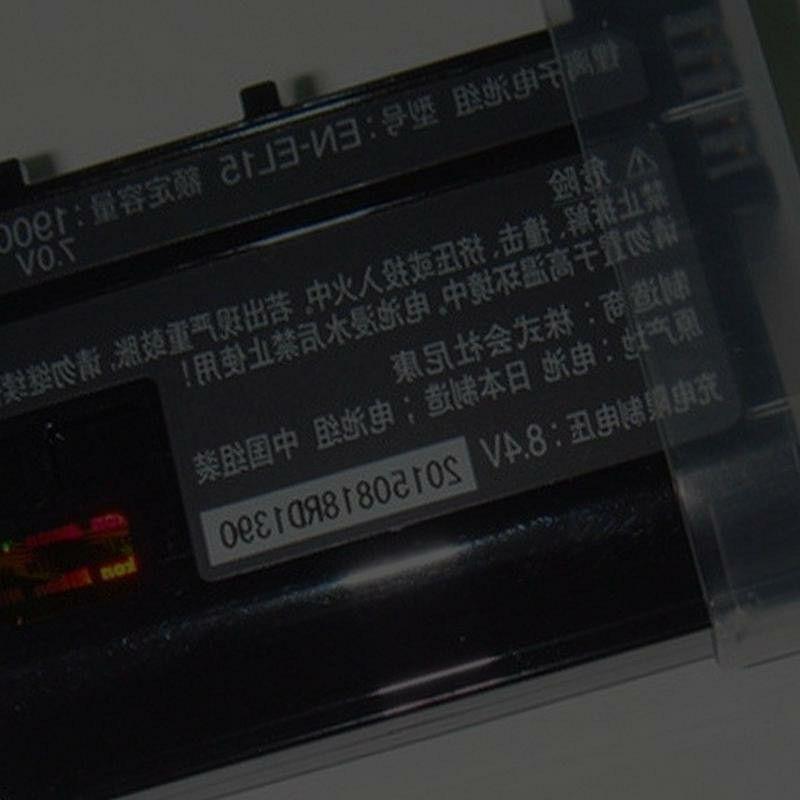 锂离子电池组 型号：EN-EL15 额定容量：1900
7.0V
⚠危险
禁止拆解、撞击、挤压或投入火中。若出现严重鼓胀，请勿继续
请勿置于高温环境中。电池浸水后禁止使用！
制造商：株式会社尼康
原产地：电池 日本制造；电池组 中国组装
充电限制电压：8.4V
20150818RD1390